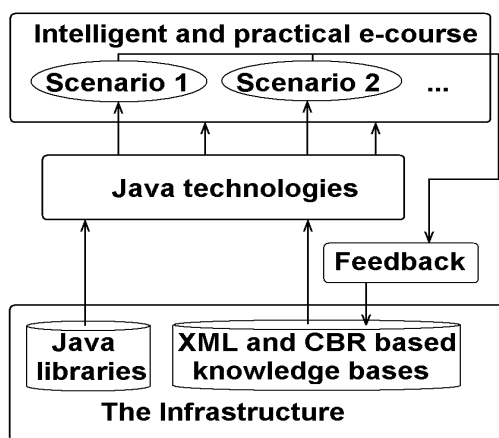 Intelligent and practical e-course
Scenario 1
Scenario 2
...
Java technologies
Feedback
Java
libraries
XML and CBR based
knowledge bases
The Infrastructure